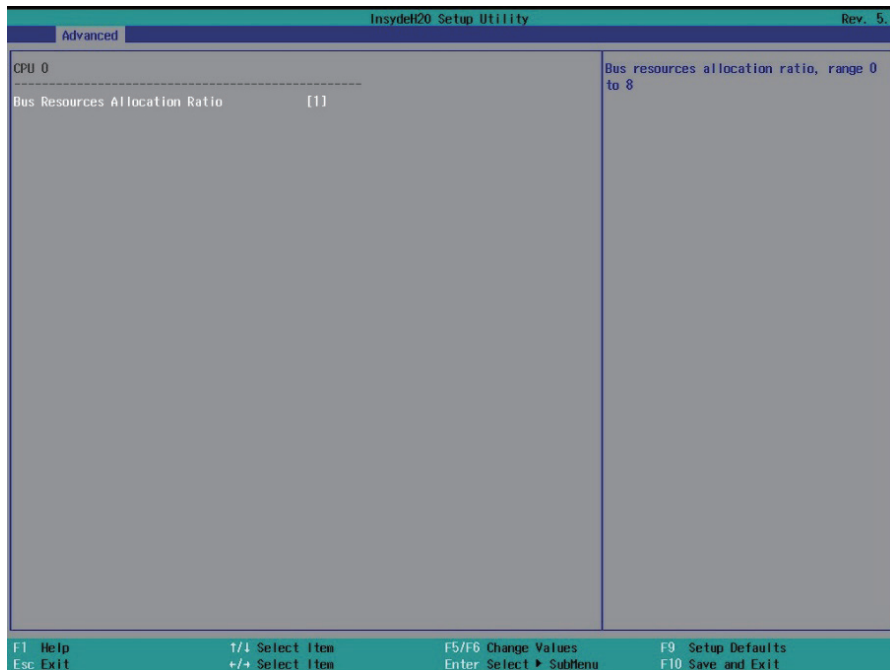 InsydeH20 Setup Utility Rev. 5.
Advanced
CPU 0
Bus Resources Allocation Ratio [1]
Bus resources allocation ratio, range 0
to 8
F1 Help ↑/↓ Select Item F5/F6 Change Values F9 Setup Defaults
Esc Exit ←/→ Select Item Enter Select ▶ SubMenu F10 Save and Exit